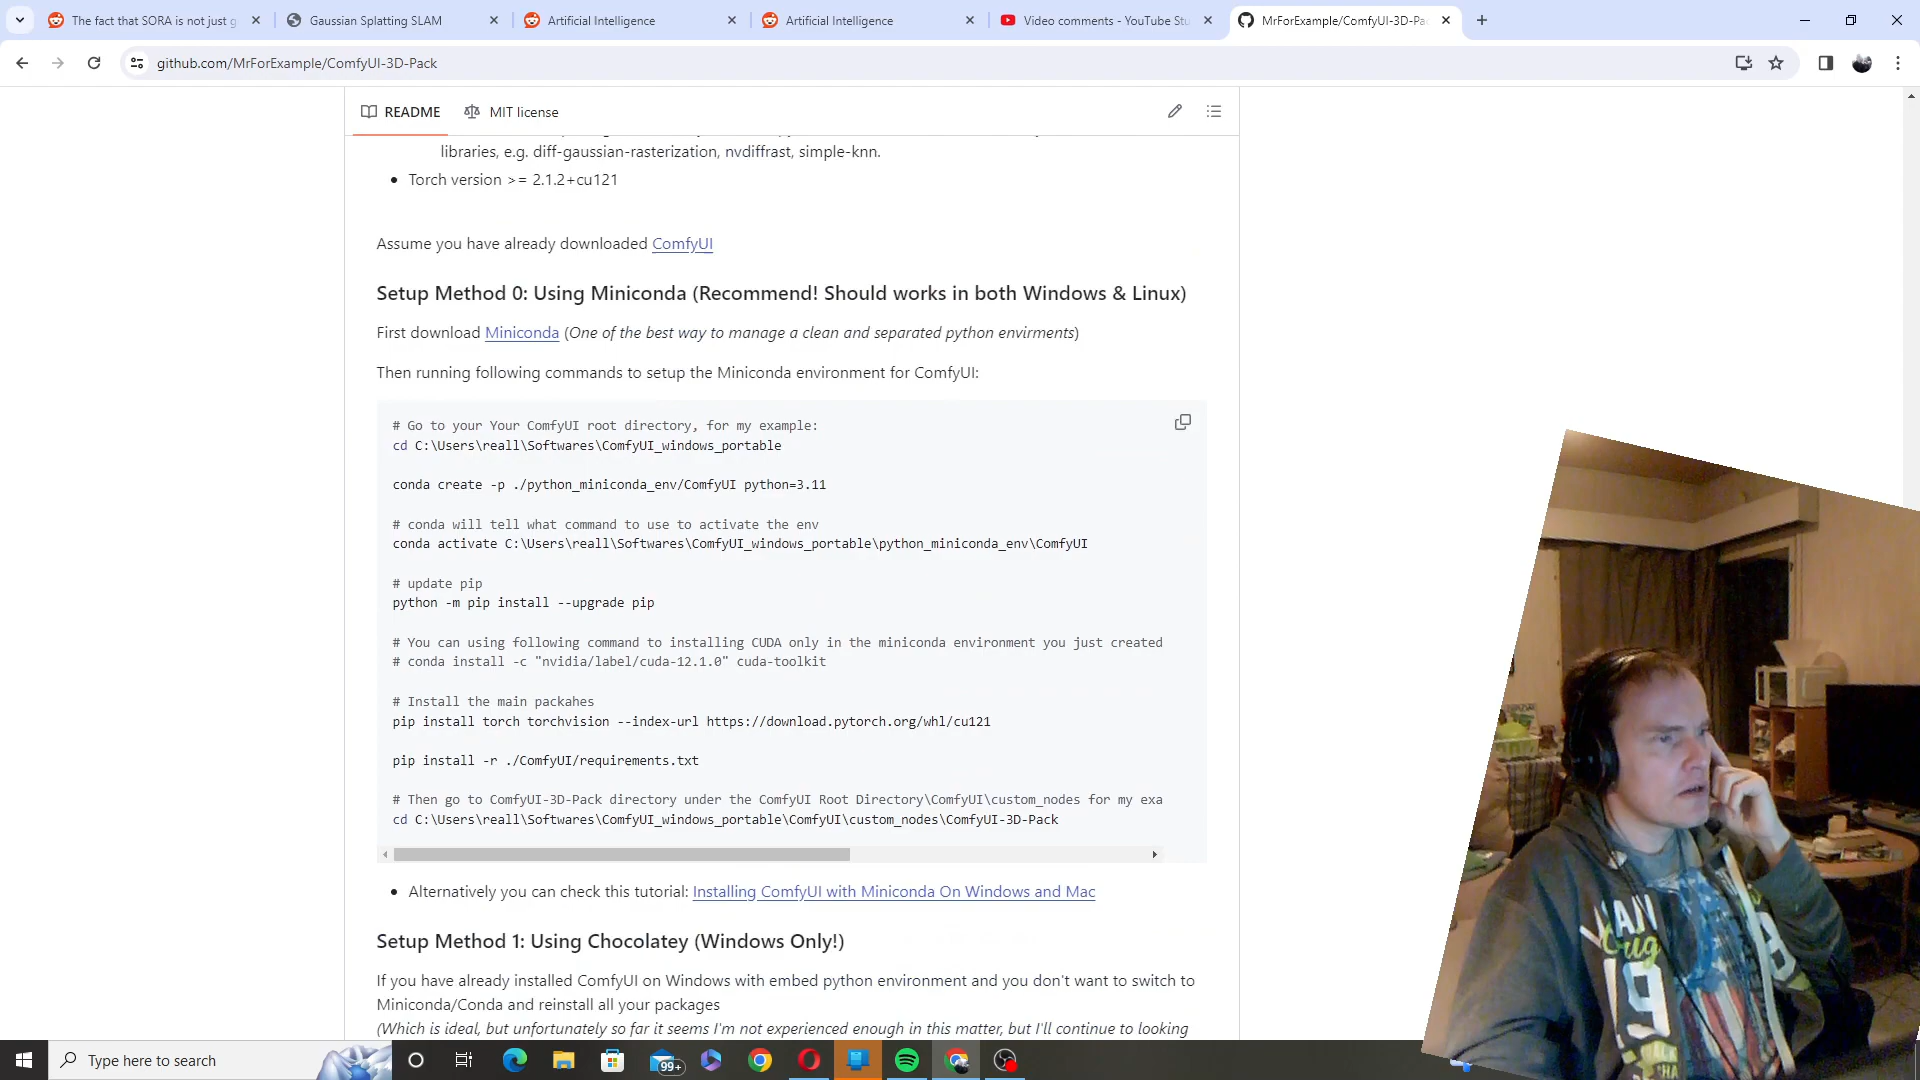 The fact that SORA is not just g
Gaussian Splatting SLAM
Artificial Intelligence
Artificial Intelligence
Video comments - YouTube Stu
MrForExample/ComfyUI-3D-Pac
github.com/MrForExample/ComfyUI-3D-Pack
README
MIT license
libraries, e.g. diff-gaussian-rasterization, nvdiffrast, simple-knn.
Torch version >= 2.1.2+cu121
Assume you have already downloaded ComfyUI
Setup Method 0: Using Miniconda (Recommend! Should works in both Windows & Linux)
First download Miniconda (One of the best way to manage a clean and separated python envirments)
Then running following commands to setup the Miniconda environment for ComfyUI:
# Go to your Your ComfyUI root directory, for my example:
cd C:\Users\reall\Softwares\ComfyUI_windows_portable
conda create -p ./python_miniconda_env/ComfyUI python=3.11
# conda will tell what command to use to activate the env
conda activate C:\Users\reall\Softwares\ComfyUI_windows_portable\python_miniconda_env\ComfyUI
# update pip
python -m pip install --upgrade pip
# You can using following command to installing CUDA only in the miniconda environment you just created
# conda install -c "nvidia/label/cuda-12.1.0" cuda-toolkit
# Install the main packahes
pip install torch torchvision --index-url https://download.pytorch.org/whl/cu121
pip install -r ./ComfyUI/requirements.txt
# Then go to ComfyUI-3D-Pack directory under the ComfyUI Root Directory\ComfyUI\custom_nodes for my exa
cd C:\Users\reall\Softwares\ComfyUI_windows_portable\ComfyUI\custom_nodes\ComfyUI-3D-Pack
Alternatively you can check this tutorial: Installing ComfyUI with Miniconda On Windows and Mac
Setup Method 1: Using Chocolatey (Windows Only!)
If you have already installed ComfyUI on Windows with embed python environment and you don't want to switch to
Miniconda/Conda and reinstall all your packages
(Which is ideal, but unfortunately so far it seems I'm not experienced enough in this matter, but I'll continue to looking
Type here to search
99+